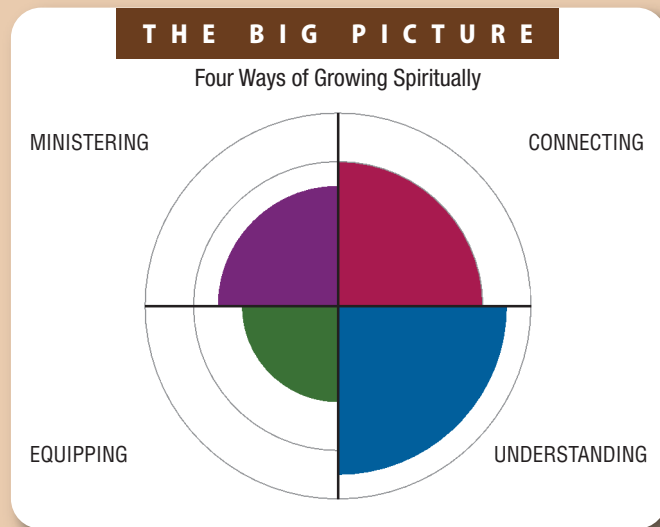 THE BIG PICTURE
Four Ways of Growing Spiritually
MINISTERING
CONNECTING
EQUIPPING
UNDERSTANDING